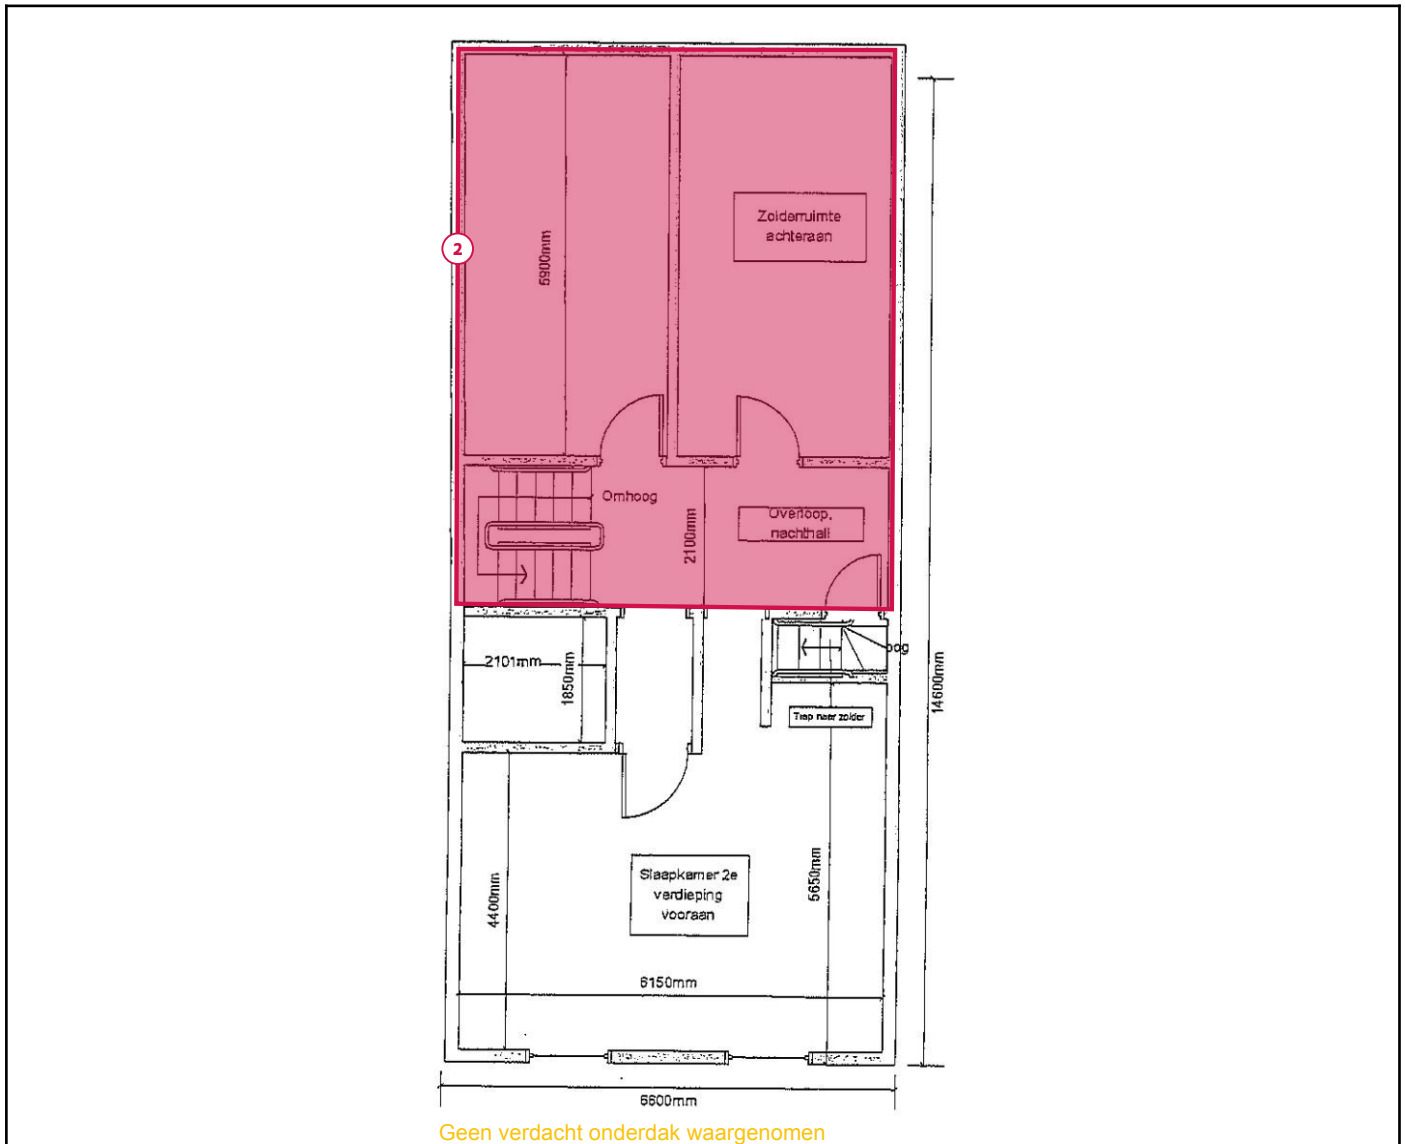 Zolderruimte
achteraan
2
5900mm
Omhoog
Overloop,
nachthall
2100mm
2101mm
1850mm
Trap naar zolder
14600mm
Slaapkamer 2e
verdieping
vooraan
4400mm
5650mm
6150mm
6600mm
Geen verdacht onderdak waargenomen